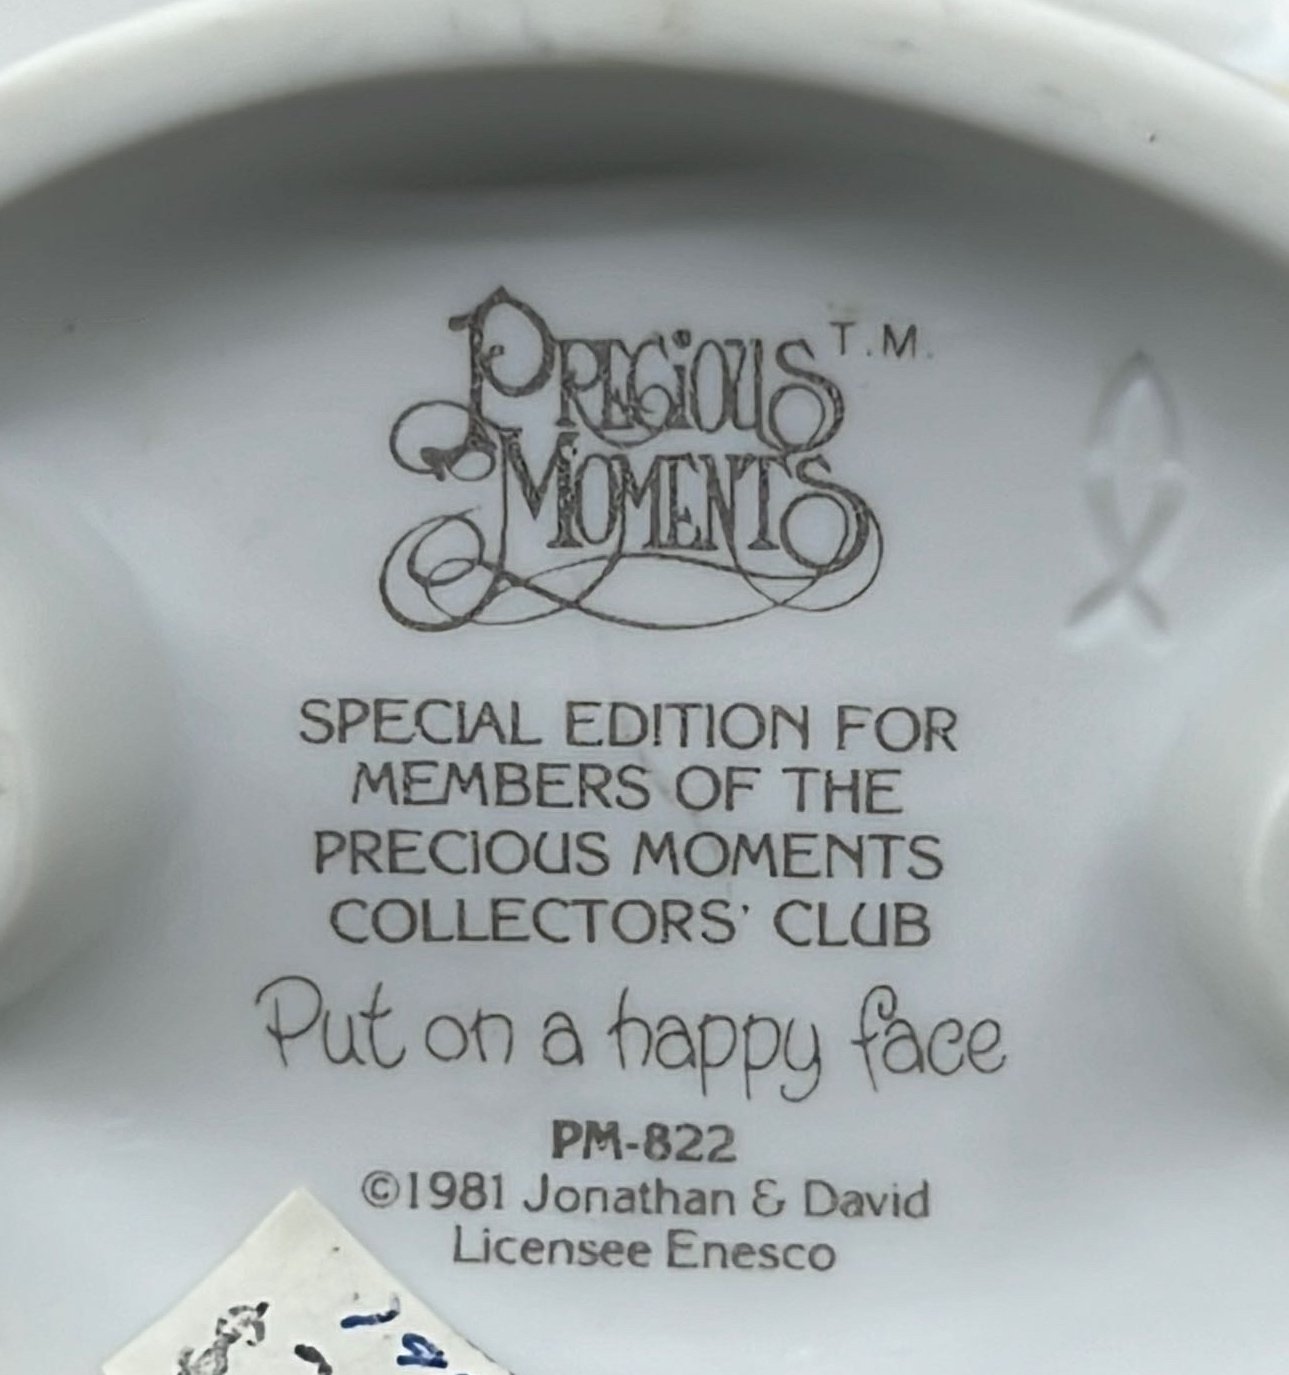 PRECIOUS T.M.
MOMENTS
SPECIAL EDITION FOR
MEMBERS OF THE
PRECIOUS MOMENTS
COLLECTORS' CLUB
Put on a happy face
PM-822
©1981 Jonathan & David
Licensee Enesco